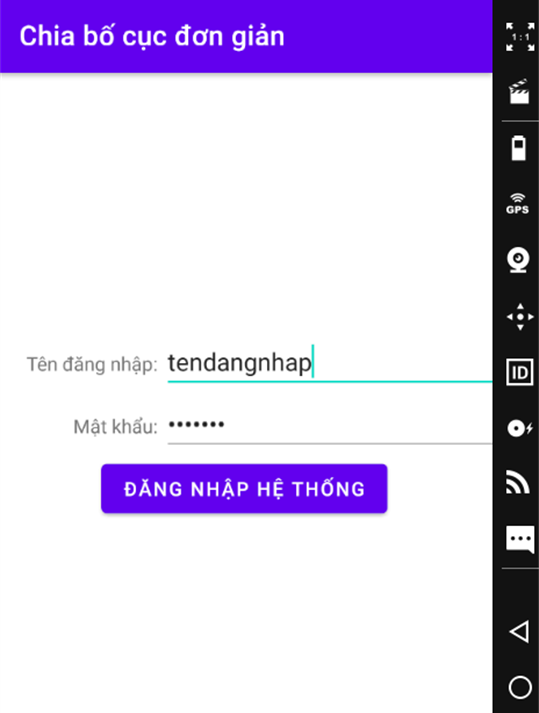 Chia bố cục đơn giản
1:1
GPS
Tên đăng nhập: tendangnhap
ID
Mật khẩu: •••••••
ĐĂNG NHẬP HỆ THỐNG